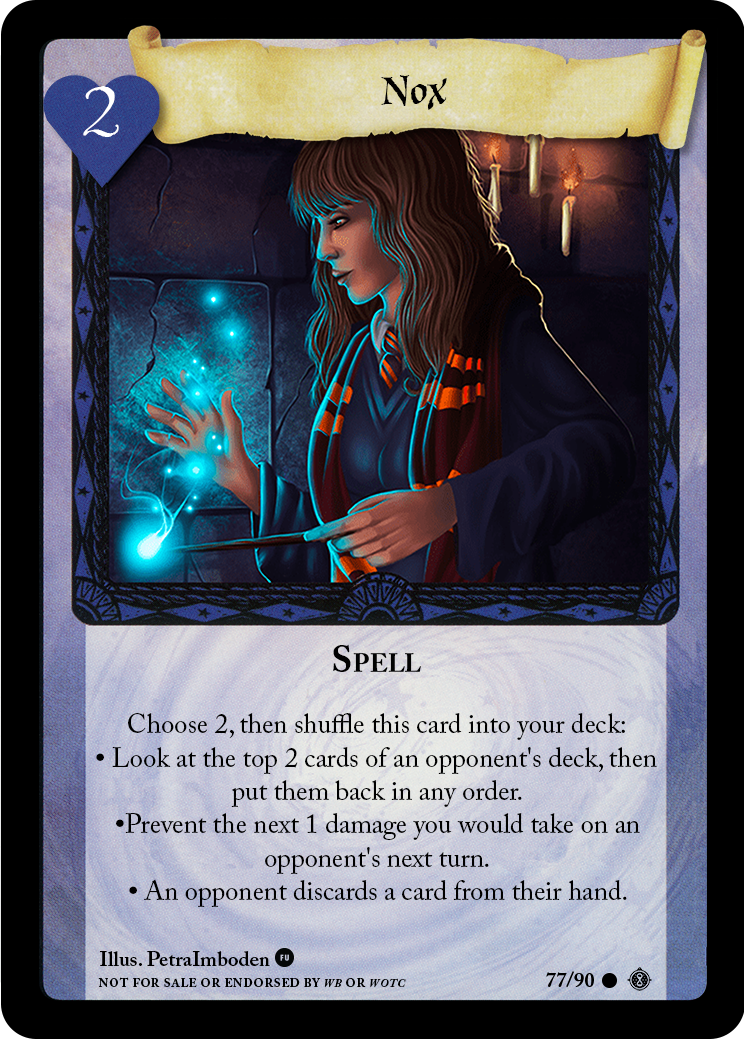 Nox
2
SPELL
Choose 2, then shuffle this card into your deck:
• Look at the top 2 cards of an opponent's deck, then
put them back in any order.
•Prevent the next 1 damage you would take on an
opponent's next turn.
• An opponent discards a card from their hand.
Illus. PetraImboden FU
NOT FOR SALE OR ENDORSED BY WB OR WOTC
77/90